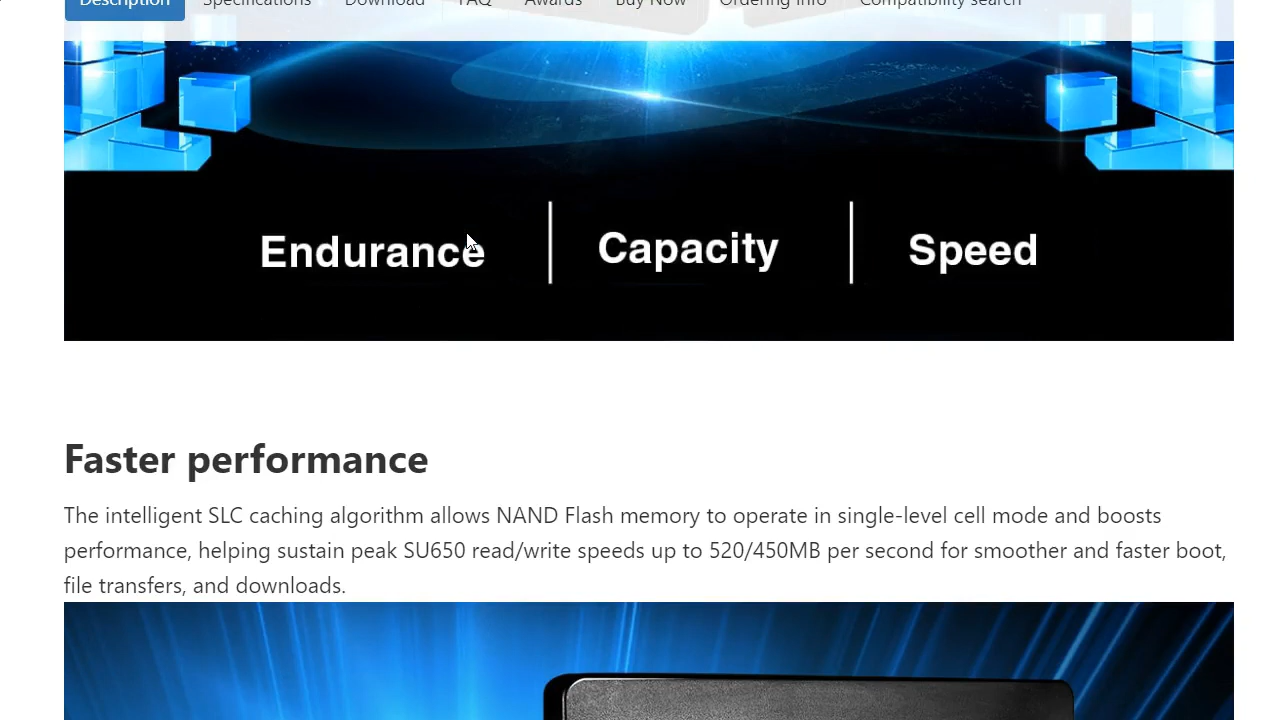 Description Specifications Download FAQ Awards Buy Now Ordering Info Compatibility search
Endurance Capacity Speed
Faster performance
The intelligent SLC caching algorithm allows NAND Flash memory to operate in single-level cell mode and boosts
performance, helping sustain peak SU650 read/write speeds up to 520/450MB per second for smoother and faster boot,
file transfers, and downloads.